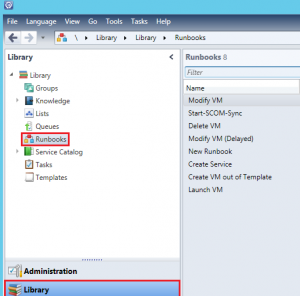 File Language View Go Tools Tasks Help
\ ▸ Library ▸ Library ▸ Runbooks
Library <
Library
Groups
Knowledge
Lists
Queues
Runbooks
Service Catalog
Tasks
Templates
Administration
Library
Runbooks 8
Filter
Name
Modify VM
Start-SCOM-Sync
Delete VM
Modify VM (Delayed)
New Runbook
Create Service
Create VM out of Template
Launch VM